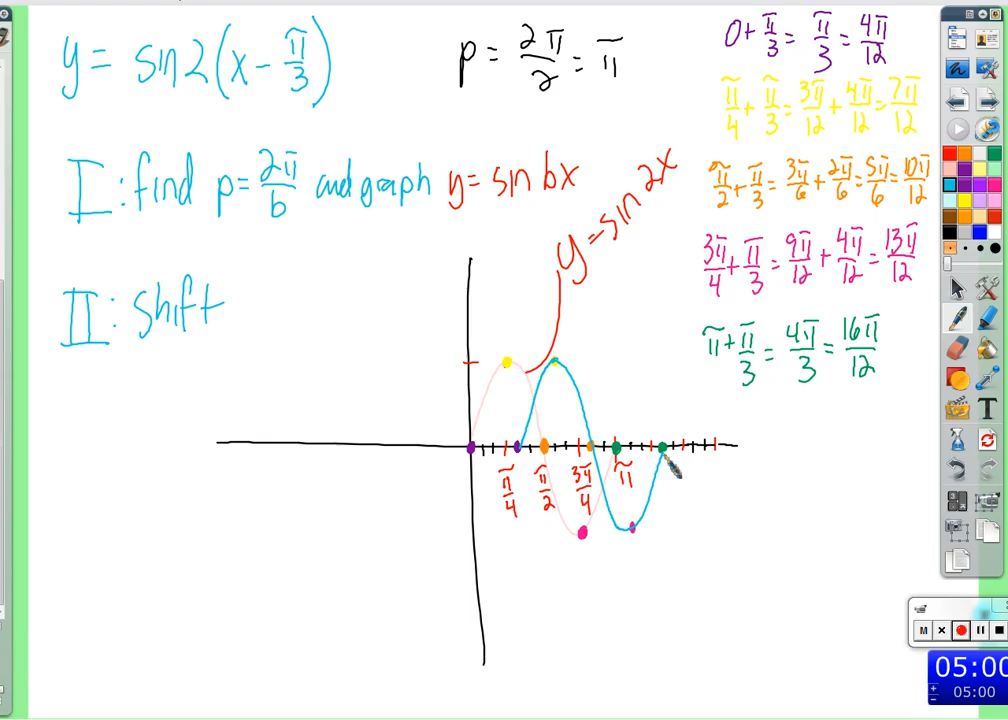 y = sin 2(x - π/3)
p = 2π/2 = π
I: find p = 2π/b and graph y = sin bx
II: shift
y = sin 2x
π/4 π/2 3π/4 π
0 + π/3 = π/3 = 4π/12
π/4 + π/3 = 3π/12 + 4π/12 = 7π/12
π/2 + π/3 = 3π/6 + 2π/6 = 5π/6 = 10π/12
3π/4 + π/3 = 9π/12 + 4π/12 = 13π/12
π + π/3 = 4π/3 = 16π/12
T
M
05:00
05:00